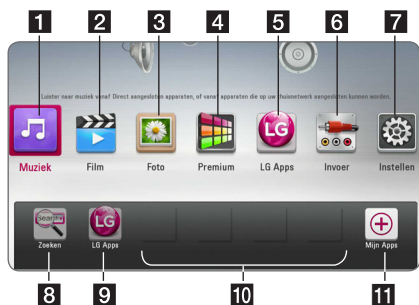 1 2 3 4 5 6 7
Luister naar muziek vanaf Direct aangesloten apparaten, of vanaf apparaten die op uw huisnetwerk aangesloten kunnen worden.
LG
Muziek Film Foto Premium LG Apps Invoer Instellen
Search LG
Zoeken LG Apps Mijn Apps
8 9 10 11